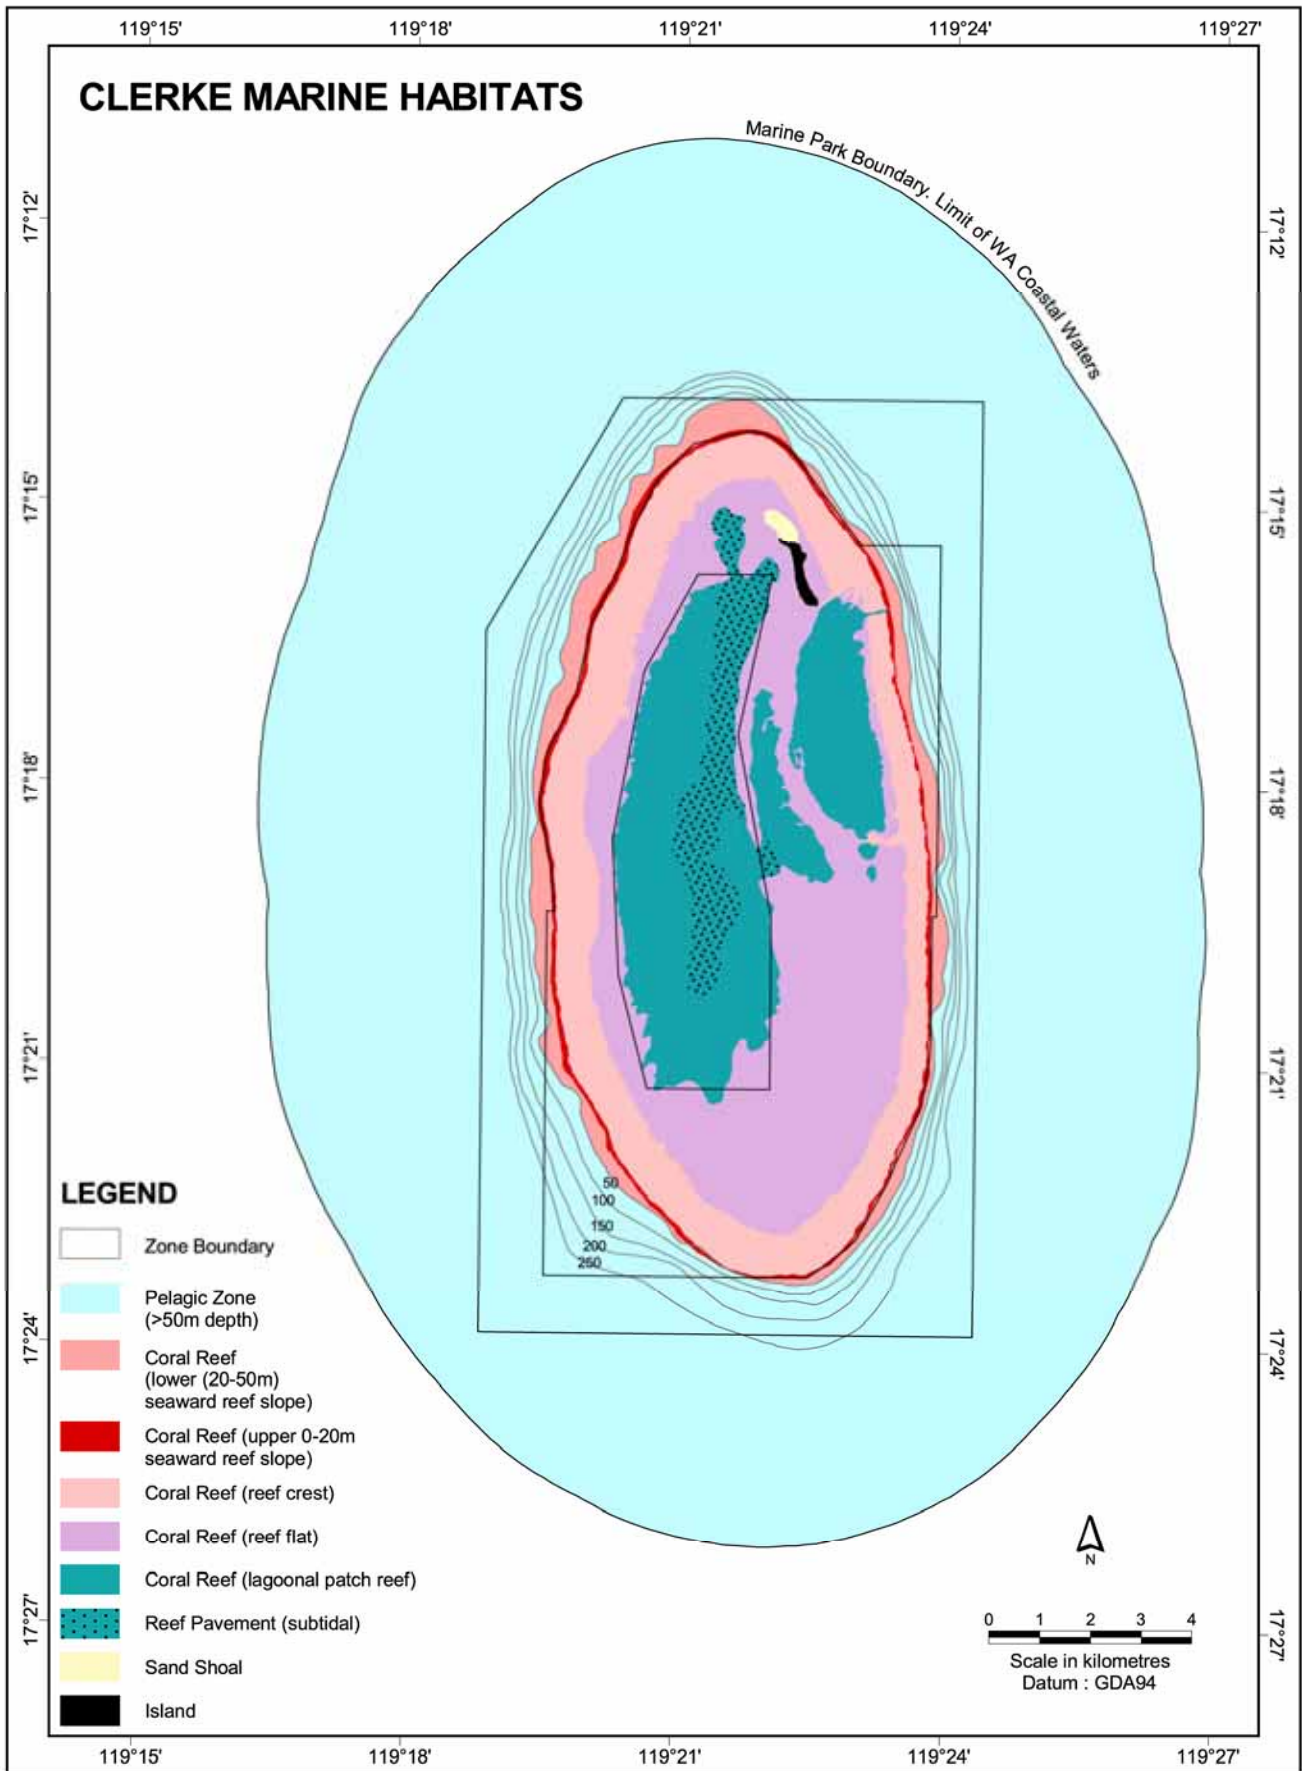 119°15' 119°18' 119°21' 119°24' 119°27'
CLERKE MARINE HABITATS
Marine Park Boundary. Limit of WA Coastal Waters
17°12' 17°12'
17°15' 17°15'
17°18' 17°18'
17°21' 17°21'
50
100
150
200
250
LEGEND
Zone Boundary
Pelagic Zone
(>50m depth)
17°24' 17°24'
Coral Reef
(lower (20-50m)
seaward reef slope)
Coral Reef (upper 0-20m
seaward reef slope)
Coral Reef (reef crest)
Coral Reef (reef flat)
N
Coral Reef (lagoonal patch reef)
Reef Pavement (subtidal)
17°27' 17°27'
0 1 2 3 4
Scale in kilometres
Datum : GDA94
Sand Shoal
Island
119°15' 119°18' 119°21' 119°24' 119°27'